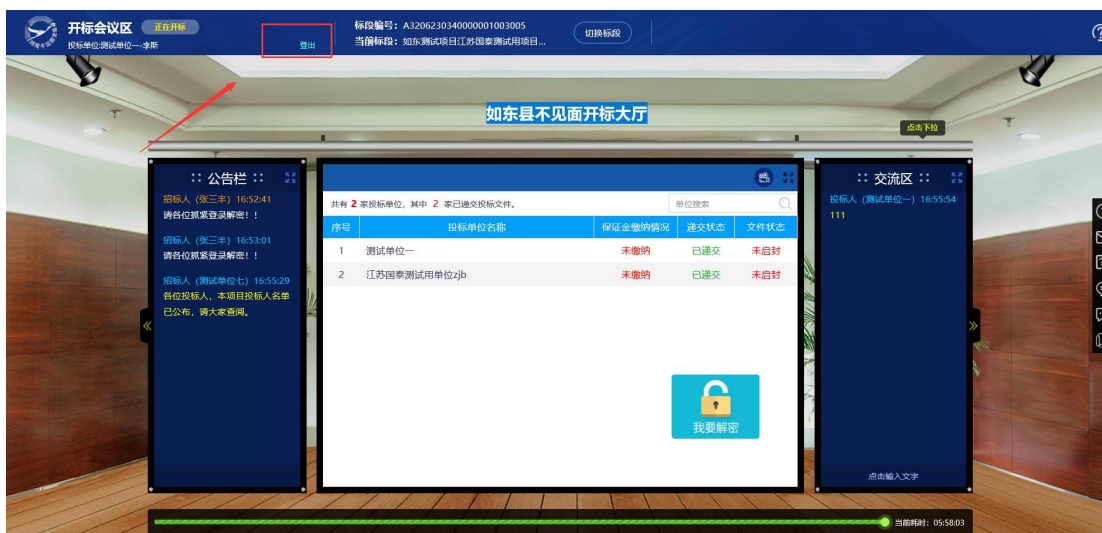 开标会议区 正在开标
投标单位:测试单位一-李斯
登出
标段编号: A3206230340000001003005
当前标段: 如东测试项目江苏国泰测试用项目...
切换标段
如东县不见面开标大厅
点击下拉
:: 公告栏 ::
招标人 (张三丰) 16:52:41
请各位抓紧登录解密! !
招标人 (张三丰) 16:53:01
请各位抓紧登录解密! !
招标人 (测试单位七) 16:55:29
各位投标人, 本项目投标人名单
已公布, 请大家查阅。
共有 2 家投标单位, 其中 2 家已递交投标文件。
单位搜索
序号 投标单位名称 保证金缴纳情况 递交状态 文件状态
1 测试单位一 未缴纳 已递交 未启封
2 江苏国泰测试用单位zjb 未缴纳 已递交 未启封
我要解密
:: 交流区 ::
投标人 (测试单位一) 16:55:54
111
点击输入文字
当前耗时: 05:58:03